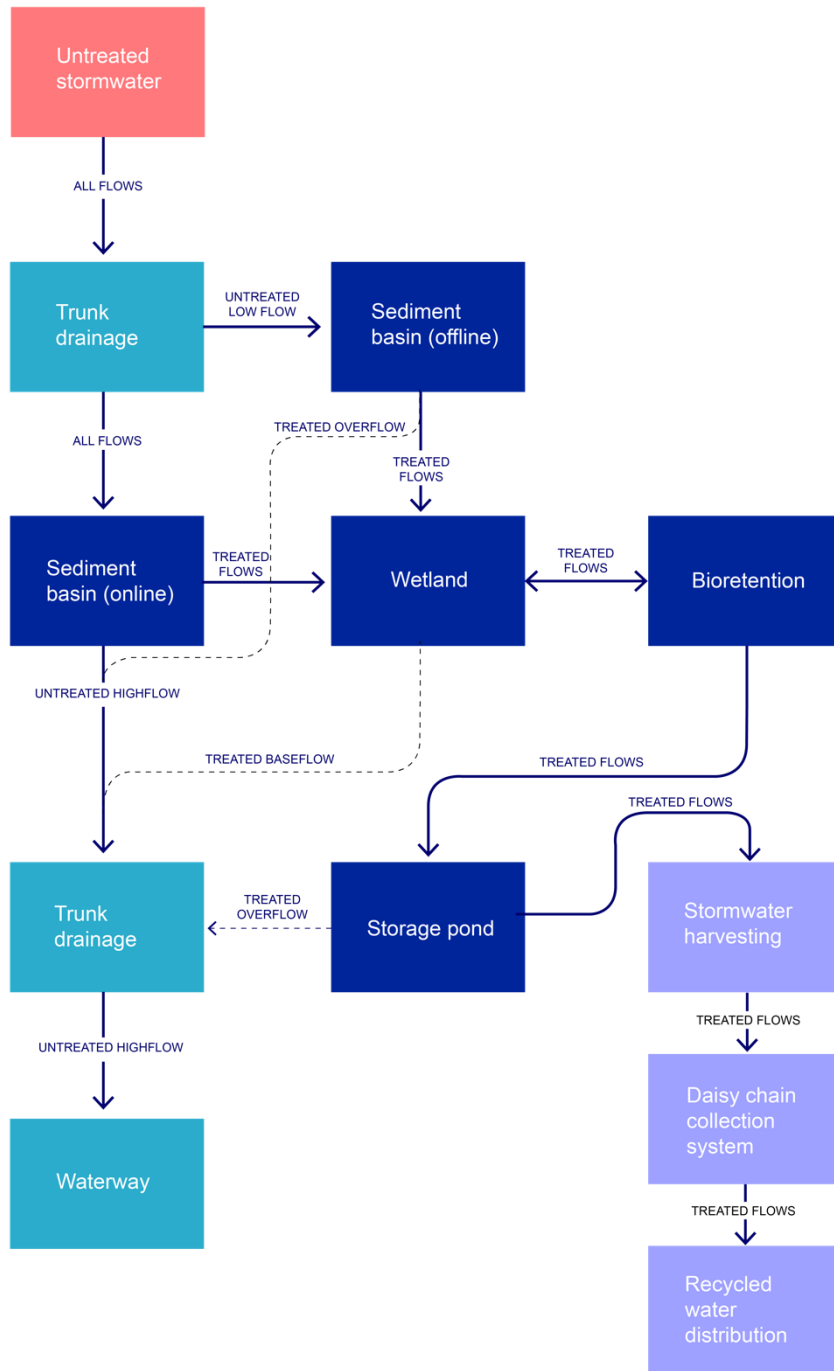 Untreated
stormwater
ALL FLOWS
Trunk
drainage
UNTREATED
LOW FLOW
Sediment
basin (offline)
ALL FLOWS
TREATED OVERFLOW
TREATED
FLOWS
Sediment
basin (online)
TREATED
FLOWS
Wetland
TREATED
FLOWS
Bioretention
UNTREATED HIGHFLOW
TREATED BASEFLOW
TREATED FLOWS
TREATED FLOWS
Trunk
drainage
TREATED
OVERFLOW
Storage pond
Stormwater
harvesting
UNTREATED HIGHFLOW
TREATED FLOWS
Waterway
Daisy chain
collection
system
TREATED FLOWS
Recycled
water
distribution